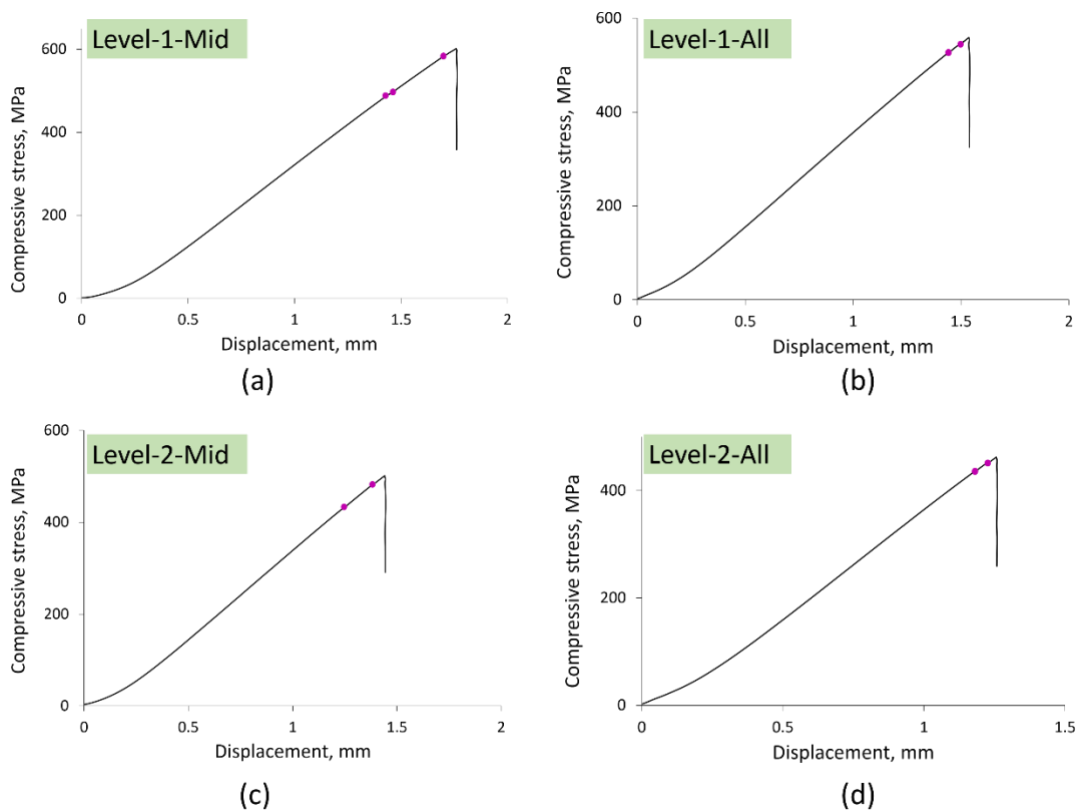 Level-1-Mid
Compressive stress, MPa
600
400
200
0
0
0.5
1
1.5
2
Displacement, mm
(a)
Level-1-All
Compressive stress, MPa
600
400
200
0
0
0.5
1
1.5
2
Displacement, mm
(b)
Level-2-Mid
Compressive stress, MPa
600
400
200
0
0
0.5
1
1.5
2
Displacement, mm
(c)
Level-2-All
Compressive stress, MPa
400
200
0
0
0.5
1
1.5
Displacement, mm
(d)